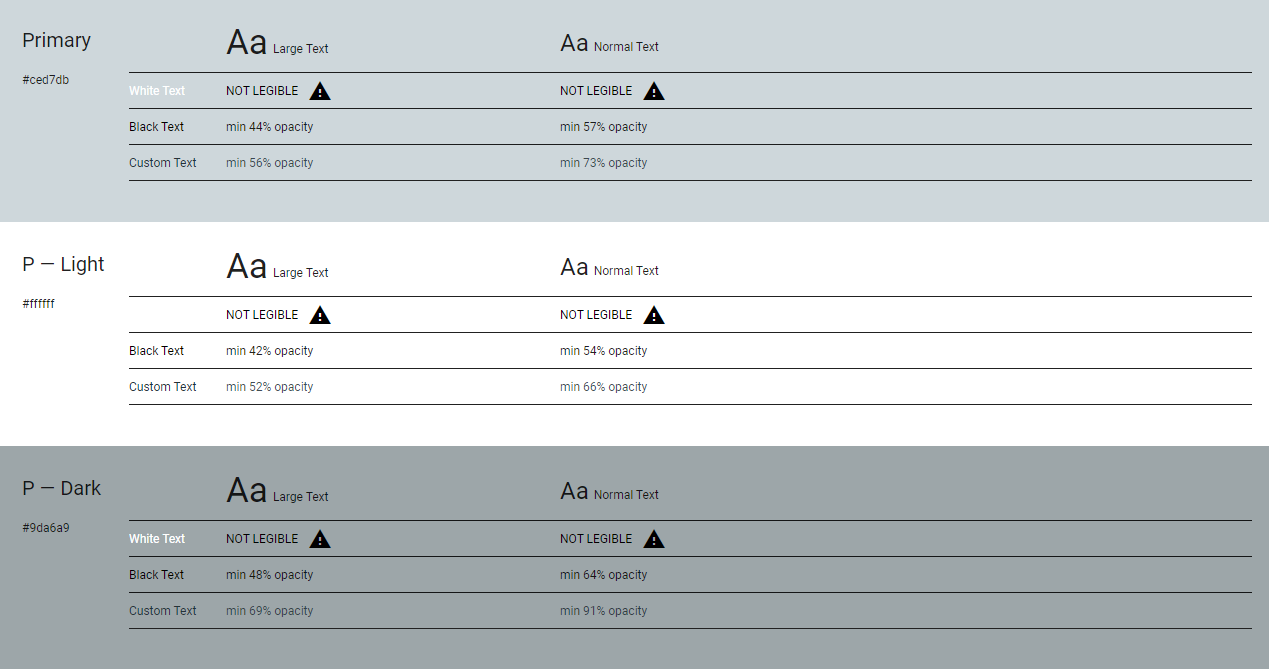 Primary
Aa Large Text
Aa Normal Text
#ced7db
White Text NOT LEGIBLE NOT LEGIBLE
Black Text min 44% opacity min 57% opacity
Custom Text min 56% opacity min 73% opacity
P — Light
Aa Large Text
Aa Normal Text
#ffffff
NOT LEGIBLE NOT LEGIBLE
Black Text min 42% opacity min 54% opacity
Custom Text min 52% opacity min 66% opacity
P — Dark
Aa Large Text
Aa Normal Text
#9da6a9
White Text NOT LEGIBLE NOT LEGIBLE
Black Text min 48% opacity min 64% opacity
Custom Text min 69% opacity min 91% opacity